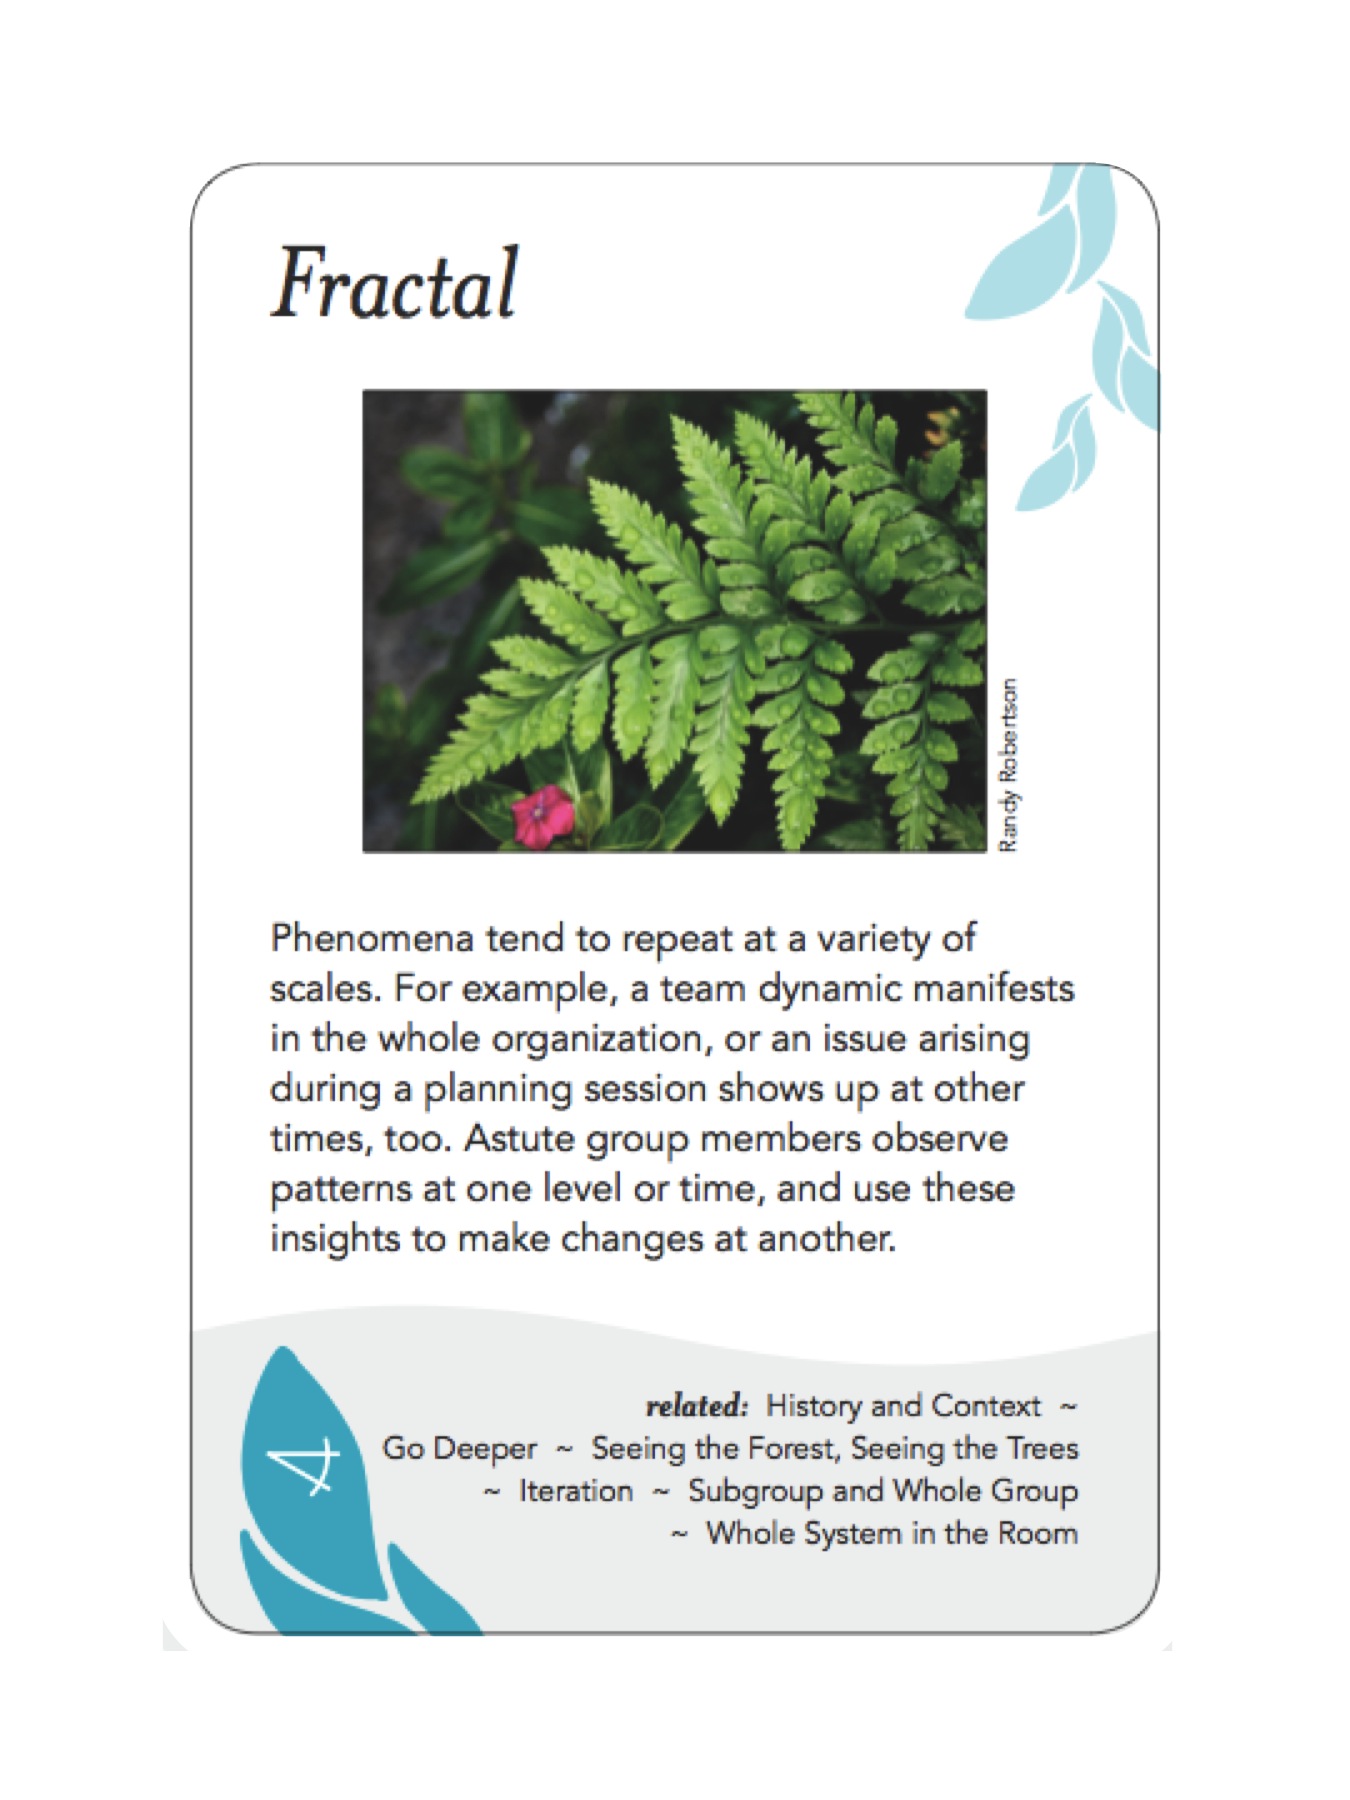 Fractal
Randy Robertson
Phenomena tend to repeat at a variety of
scales. For example, a team dynamic manifests
in the whole organization, or an issue arising
during a planning session shows up at other
times, too. Astute group members observe
patterns at one level or time, and use these
insights to make changes at another.
related: History and Context ~
Go Deeper ~ Seeing the Forest, Seeing the Trees
~ Iteration ~ Subgroup and Whole Group
~ Whole System in the Room